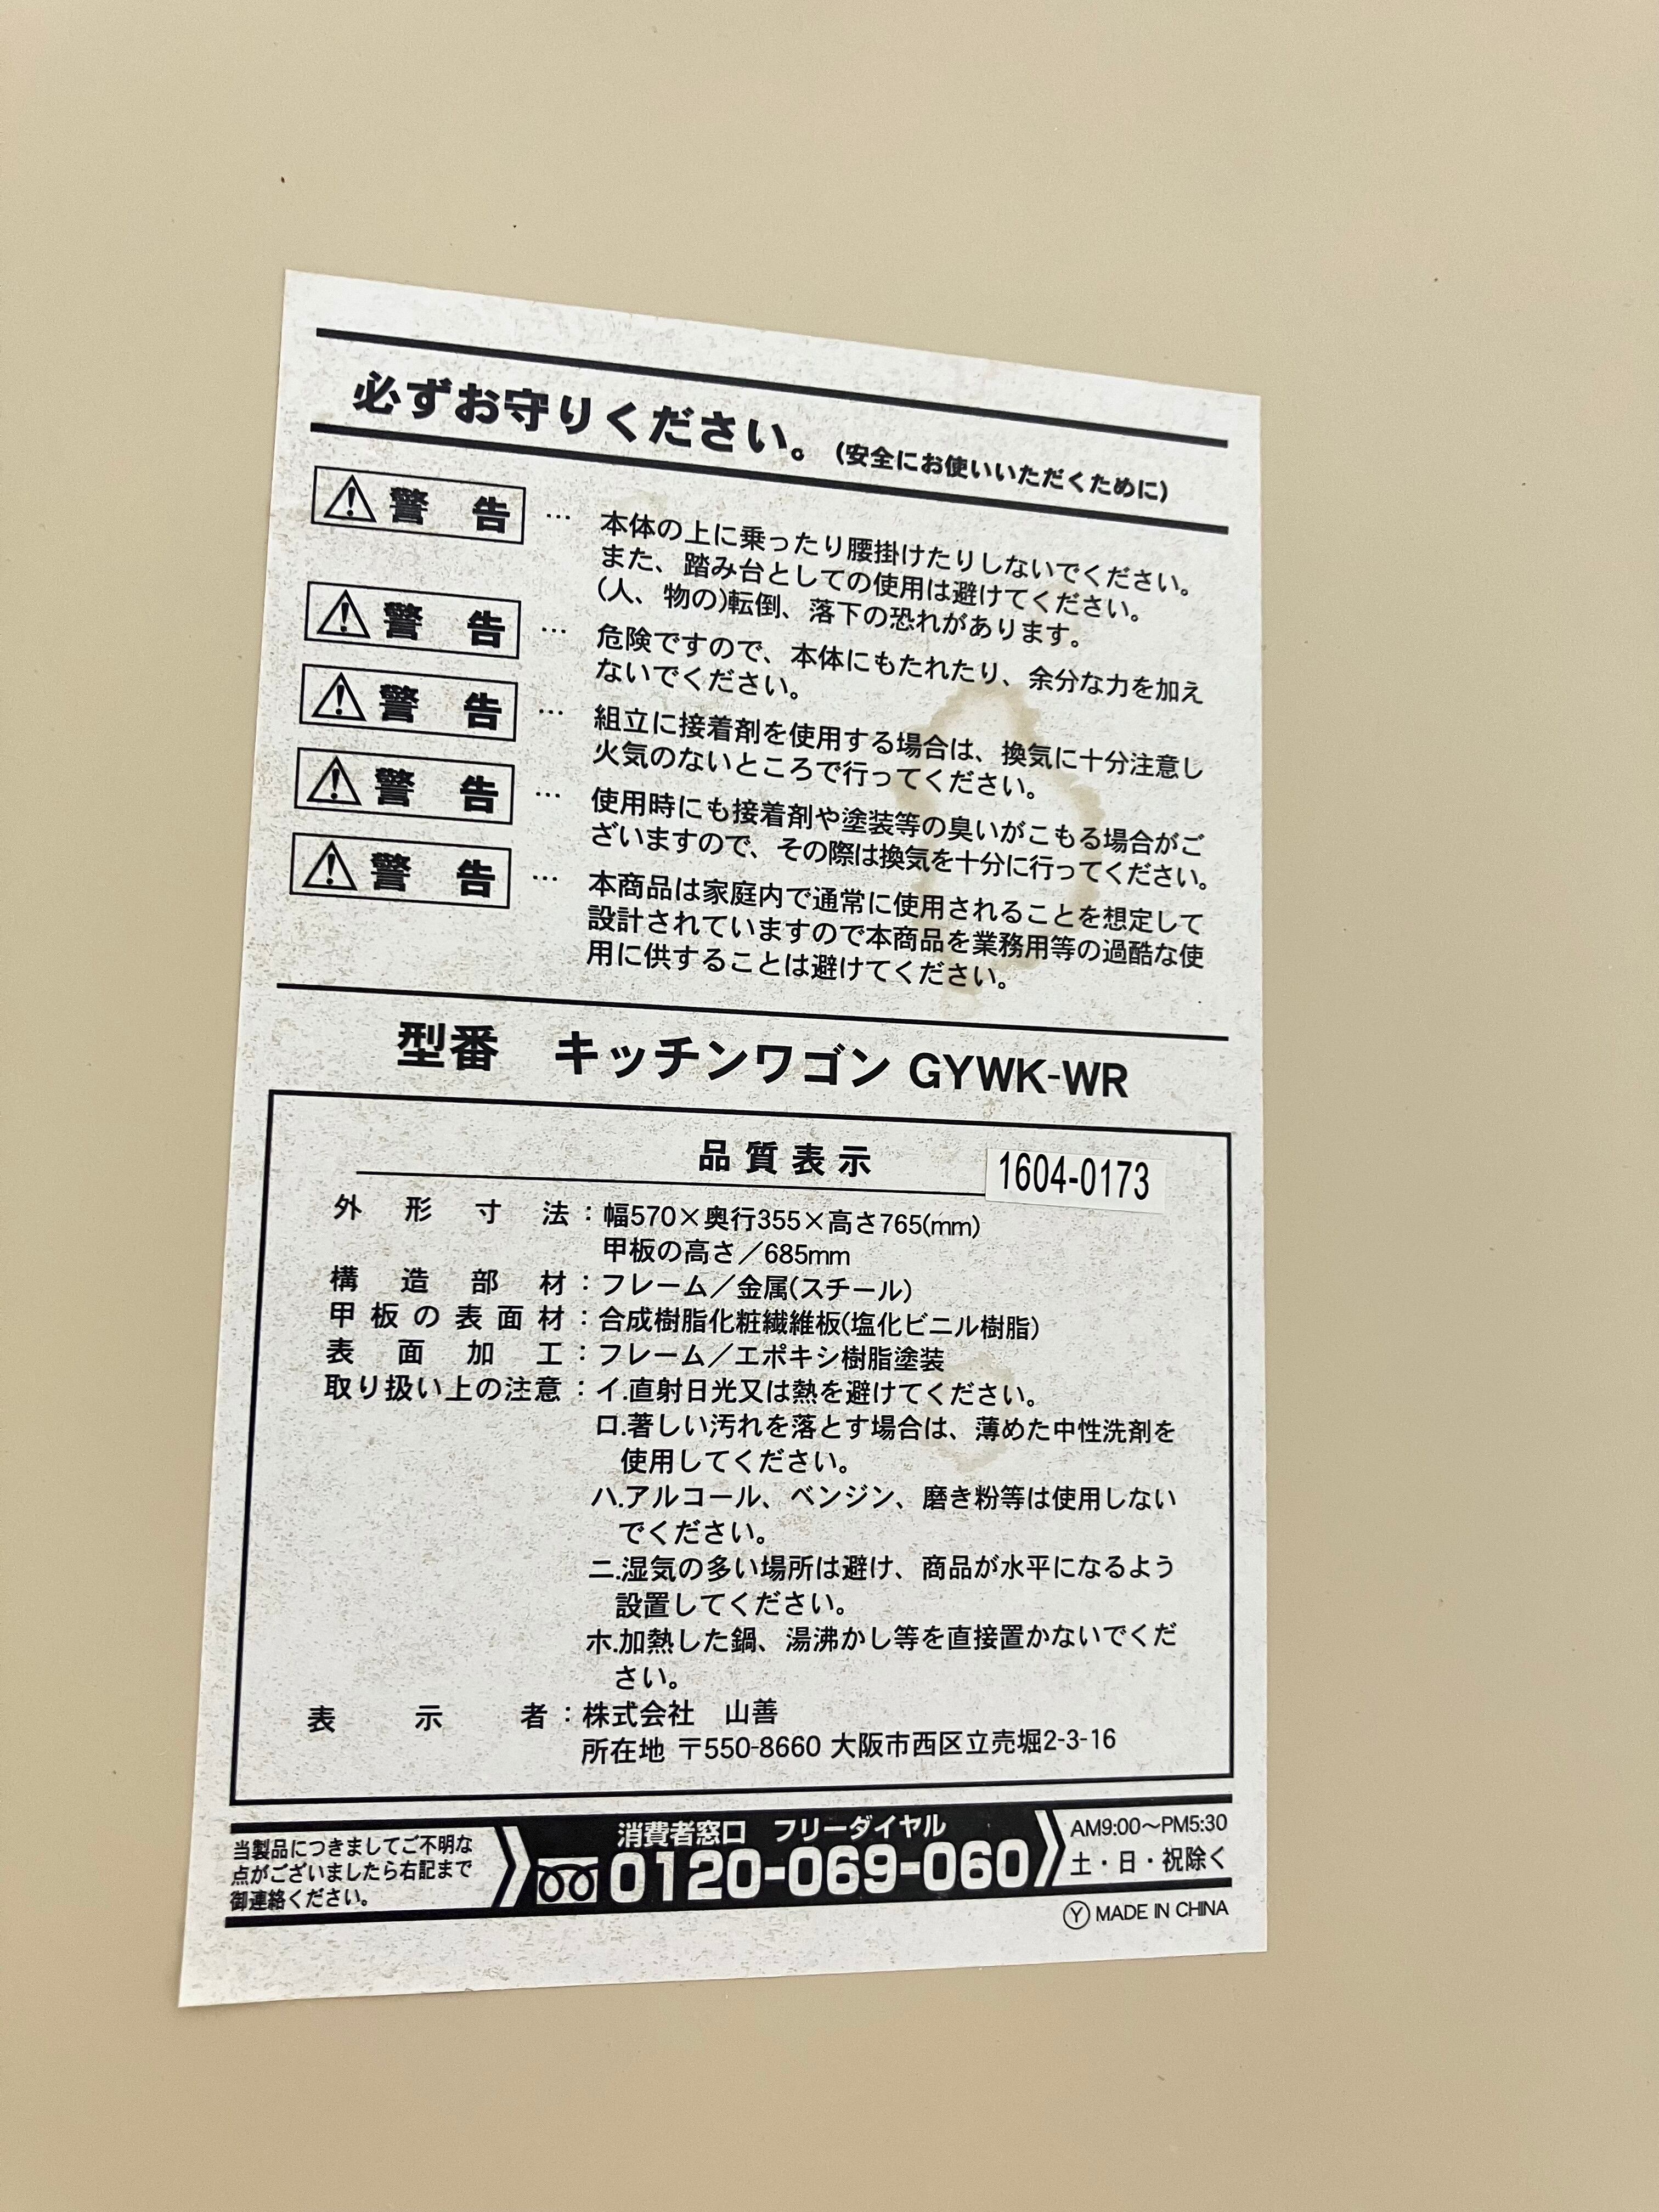 必ずお守りください。(安全にお使いいただくために)
警告 … 本体の上に乗ったり腰掛けたりしないでください。
また、踏み台としての使用は避けてください。
(人、物の)転倒、落下の恐れがあります。
警告 … 危険ですので、本体にもたれたり、余分な力を加え
ないでください。
警告 … 組立に接着剤を使用する場合は、換気に十分注意し
火気のないところで行ってください。
警告 … 使用時にも接着剤や塗装等の臭いがこもる場合がご
ざいますので、その際は換気を十分に行ってください。
警告 … 本商品は家庭内で通常に使用されることを想定して
設計されていますので本商品を業務用等の過酷な使
用に供することは避けてください。
型番 キッチンワゴン GYWK-WR
品質表示
1604-0173
外形寸法:幅570×奥行355×高さ765(mm)
甲板の高さ/685mm
構造部材:フレーム/金属(スチール)
甲板の表面材:合成樹脂化粧繊維板(塩化ビニル樹脂)
表面加工:フレーム/エポキシ樹脂塗装
取り扱い上の注意:イ.直射日光又は熱を避けてください。
ロ.著しい汚れを落とす場合は、薄めた中性洗剤を
使用してください。
ハ.アルコール、ベンジン、磨き粉等は使用しない
でください。
ニ.湿気の多い場所は避け、商品が水平になるよう
設置してください。
ホ.加熱した鍋、湯沸かし等を直接置かないでくだ
さい。
表示者:株式会社 山善
所在地 〒550-8660 大阪市西区立売堀2-3-16
当製品につきましてご不明な
点がございましたら右記まで
御連絡ください。
消費者窓口 フリーダイヤル
0120-069-060
AM9:00〜PM5:30
土・日・祝除く
Ⓨ MADE IN CHINA